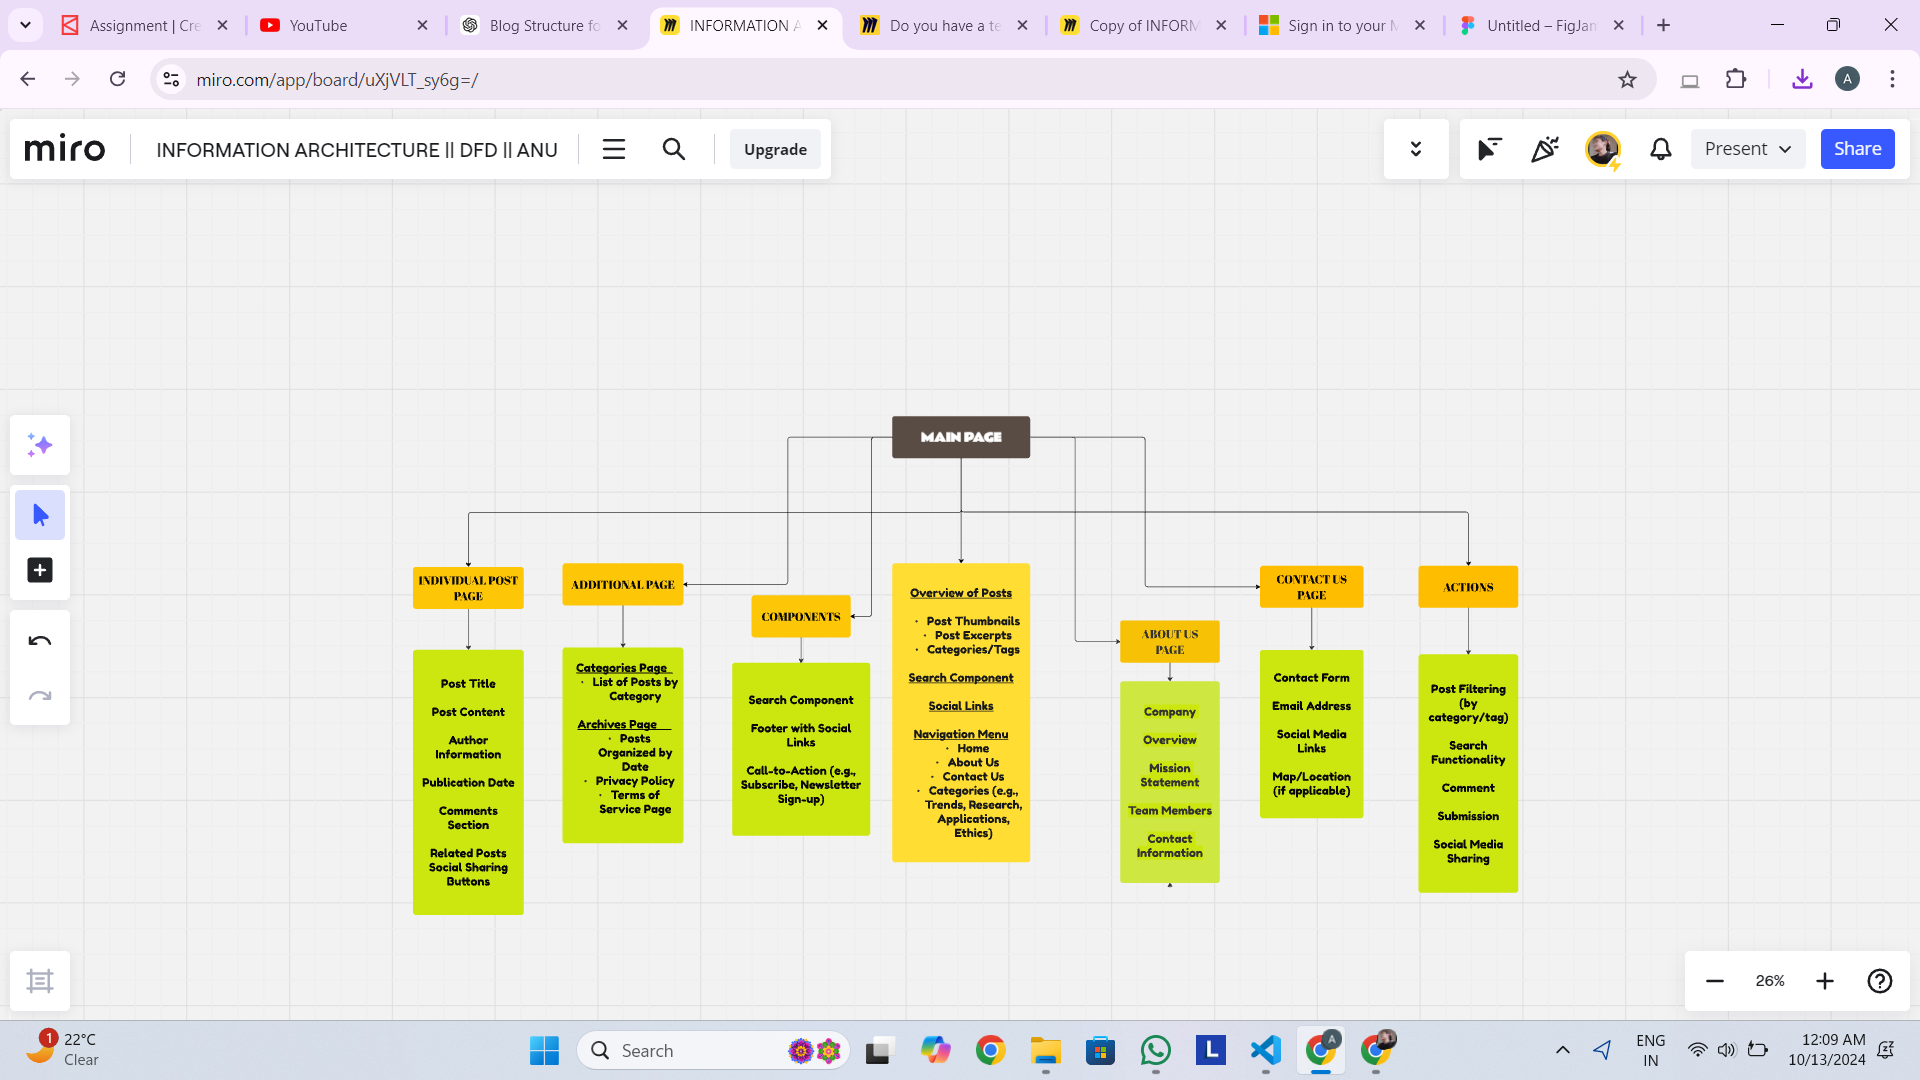 Assignment | Cre
YouTube
Blog Structure fo
INFORMATION A
Do you have a te
Copy of INFORM
Sign in to your M
Untitled – FigJam
miro.com/app/board/uXjVLT_sy6g=/
A
miro
INFORMATION ARCHITECTURE || DFD || ANU
Upgrade
Present
Share
MAIN PAGE
INDIVIDUAL POST
PAGE
Post Title
Post Content
Author
Information
Publication Date
Comments
Section
Related Posts
Social Sharing
Buttons
ADDITIONAL PAGE
Categories Page
• List of Posts by
Category
Archives Page
• Posts
Organized by
Date
• Privacy Policy
• Terms of
Service Page
COMPONENTS
Search Component
Footer with Social
Links
Call-to-Action (e.g.,
Subscribe, Newsletter
Sign-up)
Overview of Posts
• Post Thumbnails
• Post Excerpts
• Categories/Tags
Search Component
Social Links
Navigation Menu
• Home
• About Us
• Contact Us
• Categories (e.g.,
Trends, Research,
Applications,
Ethics)
ABOUT US
PAGE
Company
Overview
Mission
Statement
Team Members
Contact
Information
CONTACT US
PAGE
Contact Form
Email Address
Social Media
Links
Map/Location
(if applicable)
ACTIONS
Post Filtering
(by
category/tag)
Search
Functionality
Comment
Submission
Social Media
Sharing
26%
1
22°C
Clear
Search
L
A
ENG
IN
12:09 AM
10/13/2024